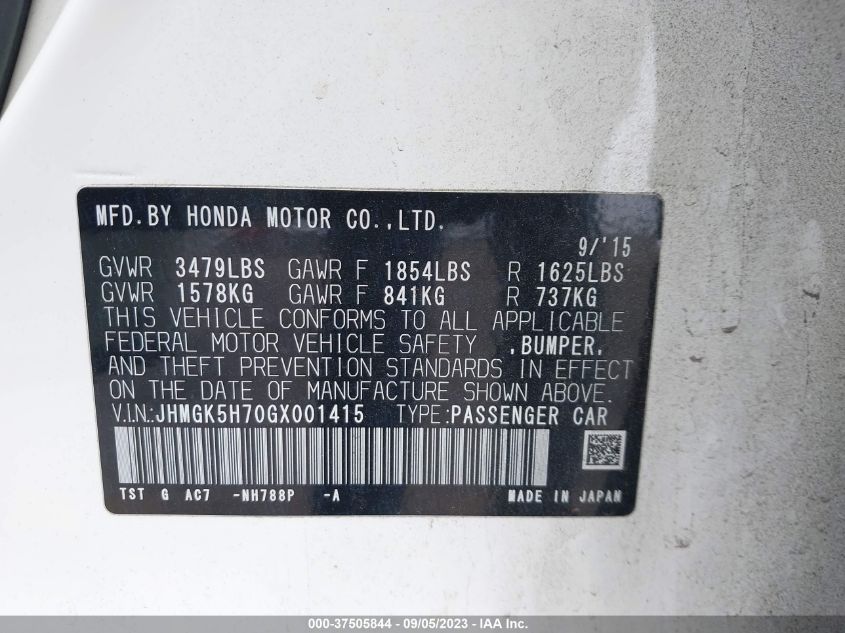 MFD.BY HONDA MOTOR CO.,LTD.
9/'15
GVWR 3479LBS GAWR F 1854LBS R 1625LBS
GVWR 1578KG GAWR F 841KG R 737KG
THIS VEHICLE CONFORMS TO ALL APPLICABLE
FEDERAL MOTOR VEHICLE SAFETY ,BUMPER,
AND THEFT PREVENTION STANDARDS IN EFFECT
ON THE DATE OF MANUFACTURE SHOWN ABOVE.
V.I.N.:JHMGK5H70GX001415 TYPE:PASSENGER CAR
TST G AC7 -NH788P -A MADE IN JAPAN
000-37505844 - 09/05/2023 - © IAA, Inc.